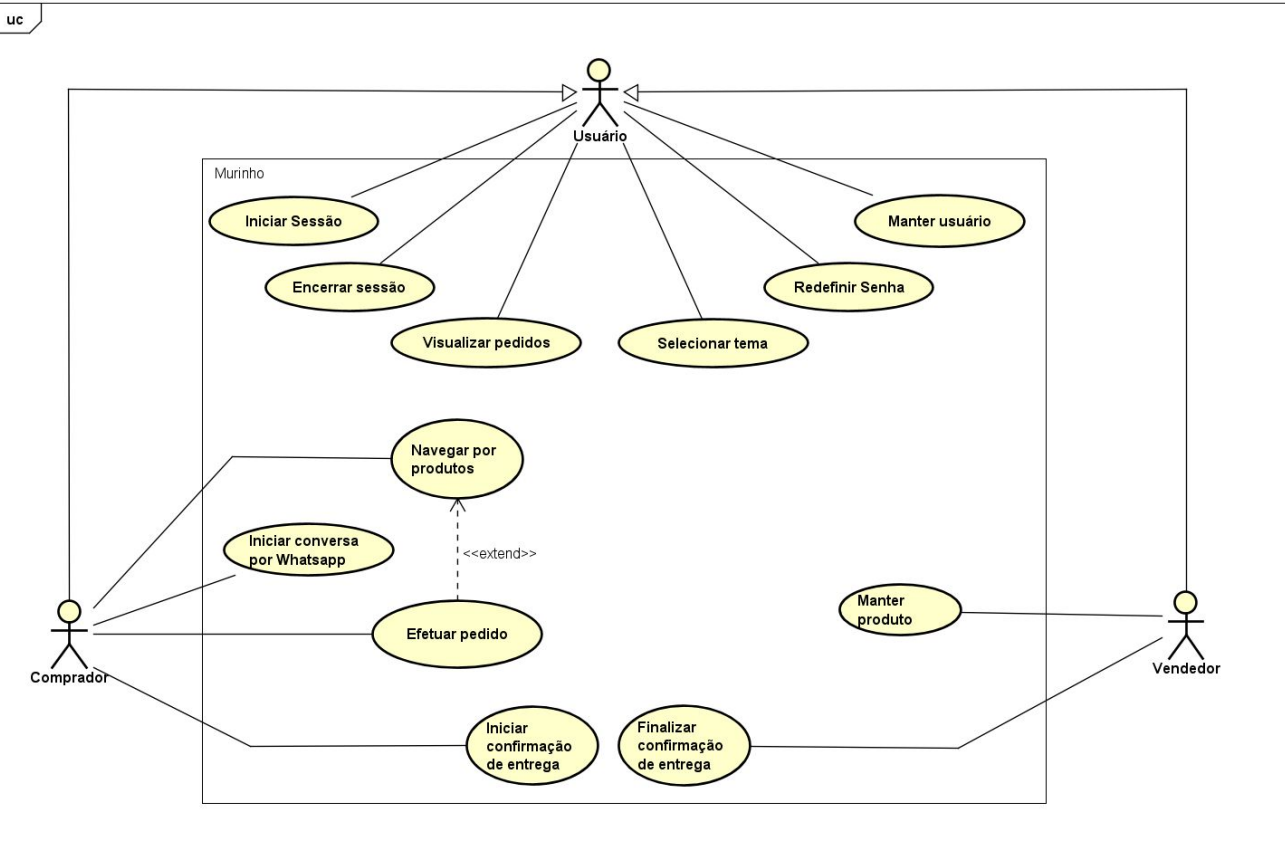 uc
Usuário
Murinho
Iniciar Sessão
Manter usuário
Encerrar sessão
Redefinir Senha
Visualizar pedidos
Selecionar tema
Navegar por
produtos
Iniciar conversa
por Whatsapp
<<extend>>
Efetuar pedido
Manter
produto
Comprador
Vendedor
Iniciar
confirmação
de entrega
Finalizar
confirmação
de entrega